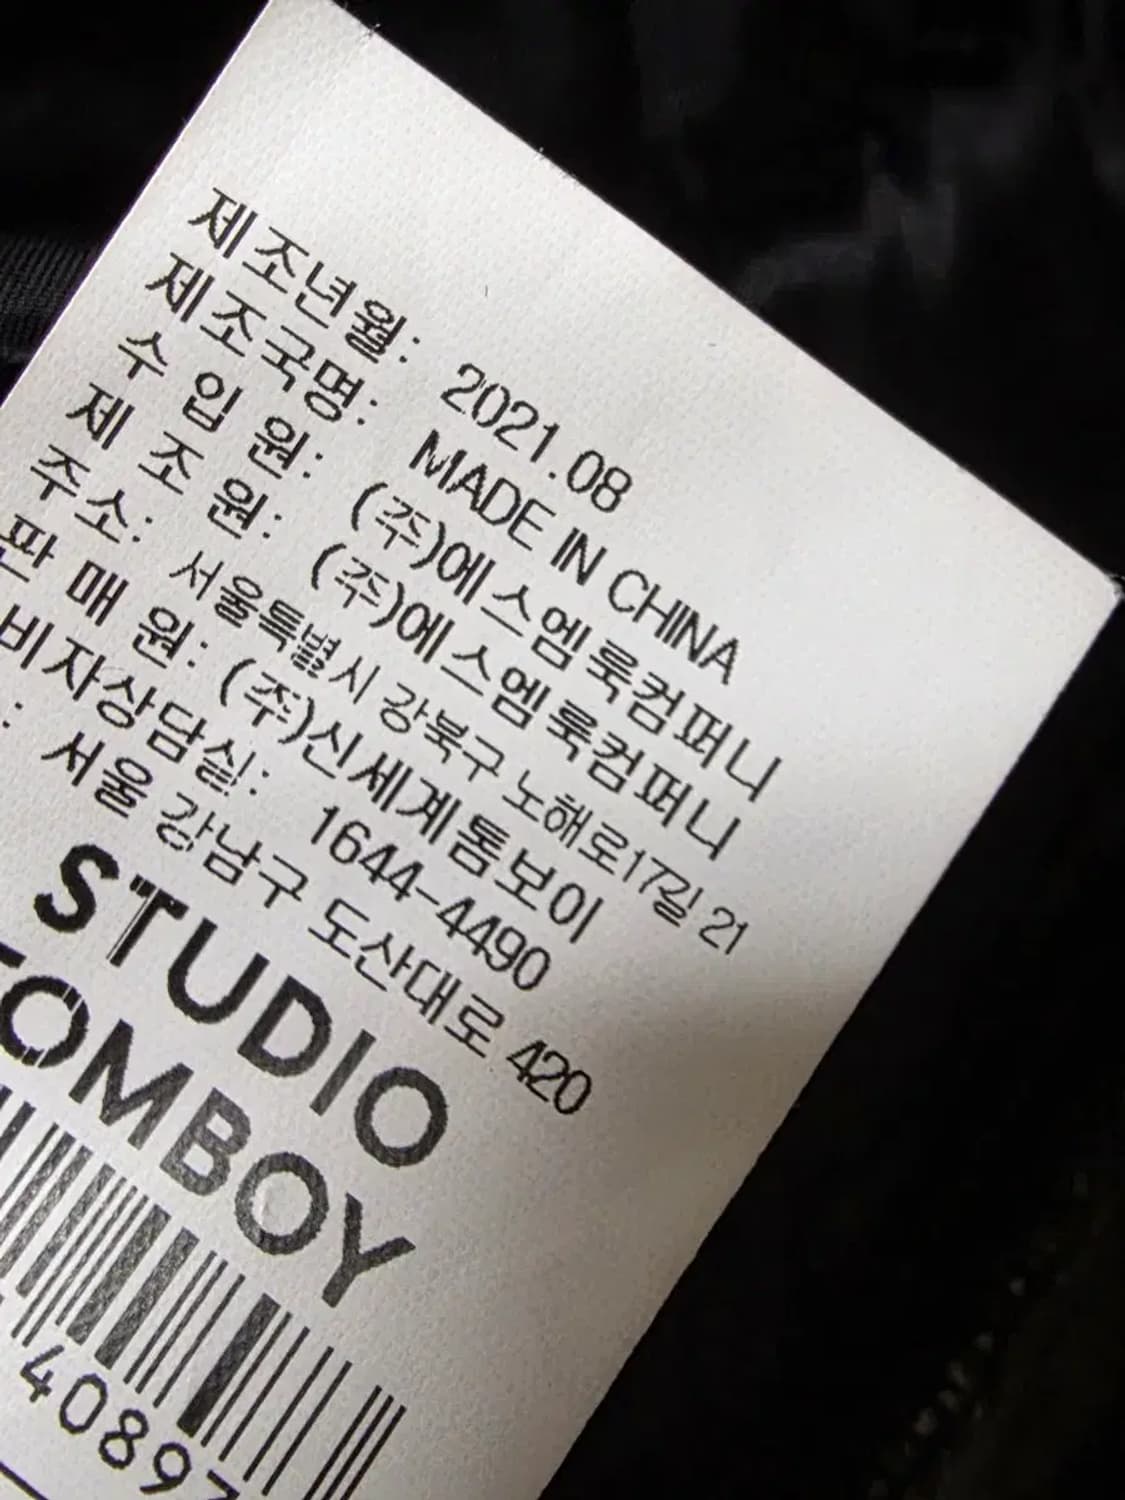 제조년월: 2021.08
제조국명: MADE IN CHINA
수 입 원: (주)에스엠룩컴퍼니
제 조 원: (주)에스엠룩컴퍼니
주소: 서울특별시 강북구 노해로17길 21
판 매 원: (주)신세계톰보이
비자상담실: 1644-4490
: 서울 강남구 도산대로 420
STUDIO
TOMBOY
40897